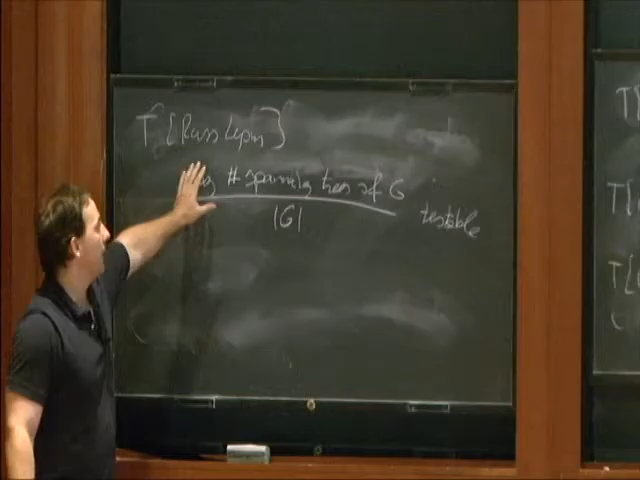 T̂ [Russ Lyons]
# spanning trees of G
|G|
testable
T[
T[
T[